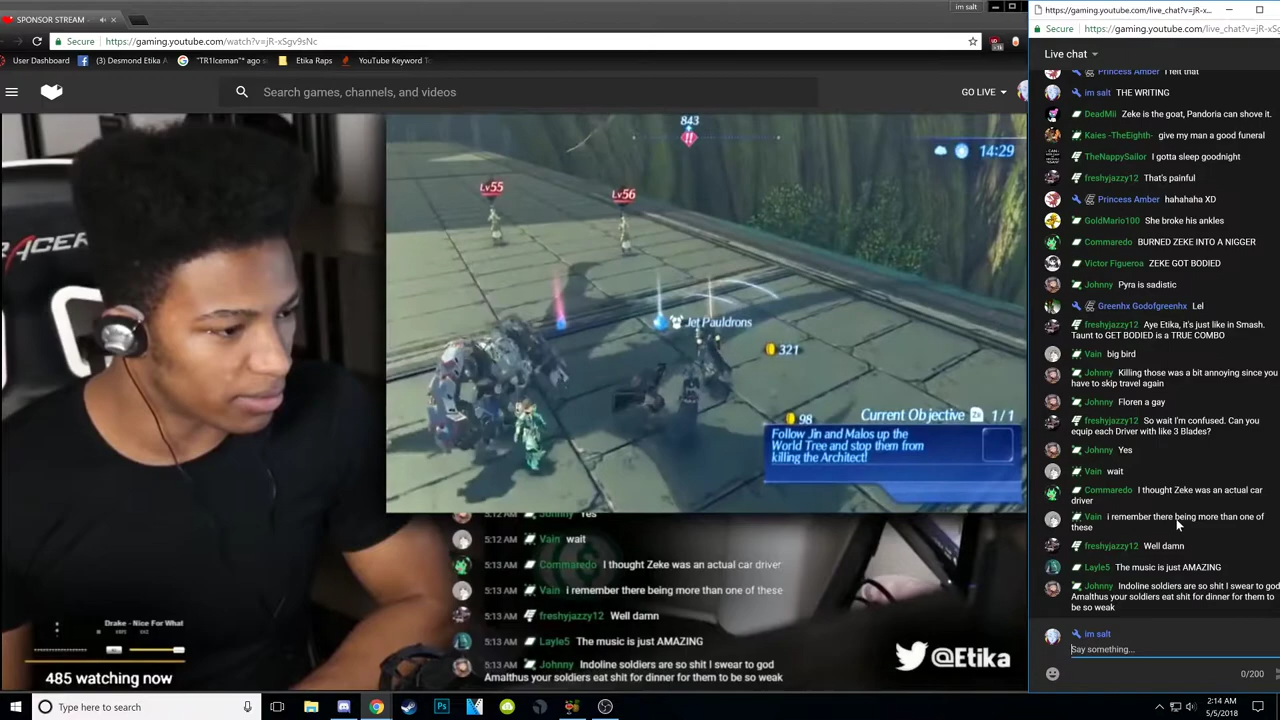 SPONSOR STREAM
im salt
https://gaming.youtube.com/live_chat?v=jR-x...
Secure
https://gaming.youtube.com/watch?v=jR-xSgv9sNc
Secure
https://gaming.youtube.com/live_chat?v=jR-xSg
User Dashboard
(3) Desmond Etika A
"TR1Iceman"* ago s
Etika Raps
YouTube Keyword To
Search games, channels, and videos
GO LIVE
Live chat
Princess Amber I felt that
im salt THE WRITING
DeadMii Zeke is the goat, Pandoria can shove it.
Kaies -TheEighth- give my man a good funeral
TheNappySailor I gotta sleep goodnight
freshyjazzy12 That's painful
Princess Amber hahahaha XD
GoldMario100 She broke his ankles
Commaredo BURNED ZEKE INTO A NIGGER
Victor Figueroa ZEKE GOT BODIED
Johnny Pyra is sadistic
Greenhx Godofgreenhx Lel
freshyjazzy12 Aye Etika, it's just like in Smash.
Taunt to GET BODIED is a TRUE COMBO
Vain big bird
Johnny Killing those was a bit annoying since you
have to skip travel again
Johnny Floren a gay
freshyjazzy12 So wait I'm confused. Can you
equip each Driver with like 3 Blades?
Johnny Yes
Vain wait
Commaredo I thought Zeke was an actual car
driver
Vain i remember there being more than one of
these
freshyjazzy12 Well damn
Layle5 The music is just AMAZING
Johnny Indoline soldiers are so shit I swear to god
Amalthus your soldiers eat shit for dinner for them to
be so weak
im salt
Say something...
0/200
843
14:29
Lv55
Lv56
Jet Pauldrons
321
98
Current Objective 1/1
Follow Jin and Malos up the
World Tree and stop them from
killing the Architect!
5:12 AM Johnny Yes
5:12 AM Vain wait
5:13 AM Commaredo I thought Zeke was an actual car driver
5:13 AM Vain i remember there being more than one of these
5:13 AM freshyjazzy12 Well damn
5:13 AM Layle5 The music is just AMAZING
5:13 AM Johnny Indoline soldiers are so shit I swear to god
Amalthus your soldiers eat shit for dinner for them to be so weak
Drake - Nice For What
485 watching now
@Etika
Type here to search
2:14 AM
5/5/2018